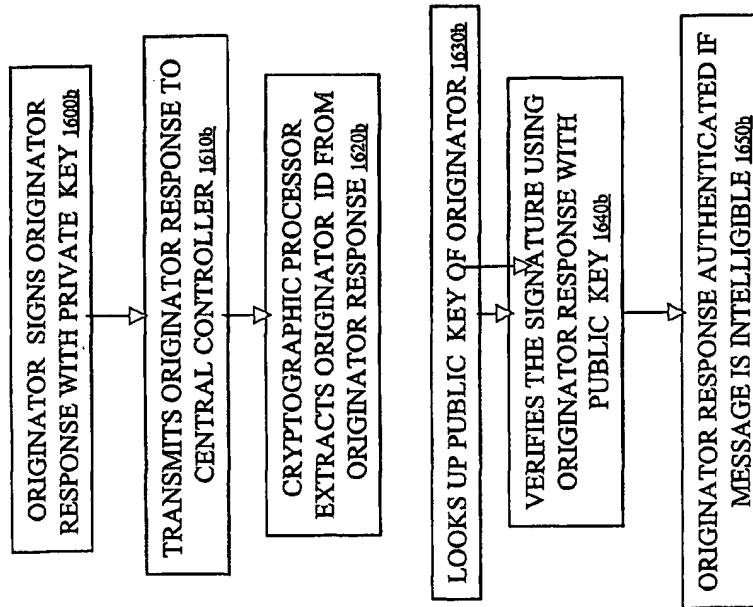 ORIGINATOR SIGNS ORIGINATOR
RESPONSE WITH PRIVATE KEY 1600b
TRANSMITS ORIGINATOR RESPONSE TO
CENTRAL CONTROLLER 1610b
CRYPTOGRAPHIC PROCESSOR
EXTRACTS ORIGINATOR ID FROM
ORIGINATOR RESPONSE 1620b
LOOKS UP PUBLIC KEY OF ORIGINATOR 1630b
VERIFIES THE SIGNATURE USING
ORIGINATOR RESPONSE WITH
PUBLIC KEY 1640b
ORIGINATOR RESPONSE AUTHENTICATED IF
MESSAGE IS INTELLIGIBLE 1650b